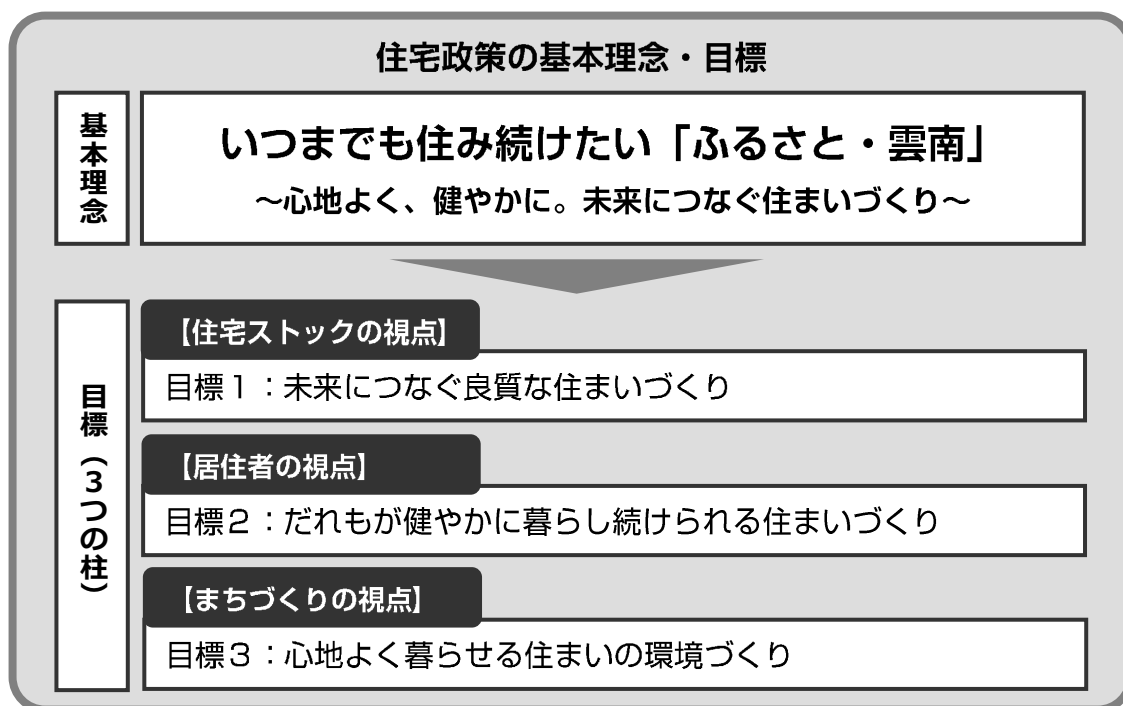 住宅政策の基本理念・目標
基本理念
いつまでも住み続けたい「ふるさと・雲南」
～心地よく、健やかに。未来につなぐ住まいづくり～
目標（3つの柱）
【住宅ストックの視点】
目標１：未来につなぐ良質な住まいづくり
【居住者の視点】
目標２：だれもが健やかに暮らし続けられる住まいづくり
【まちづくりの視点】
目標３：心地よく暮らせる住まいの環境づくり